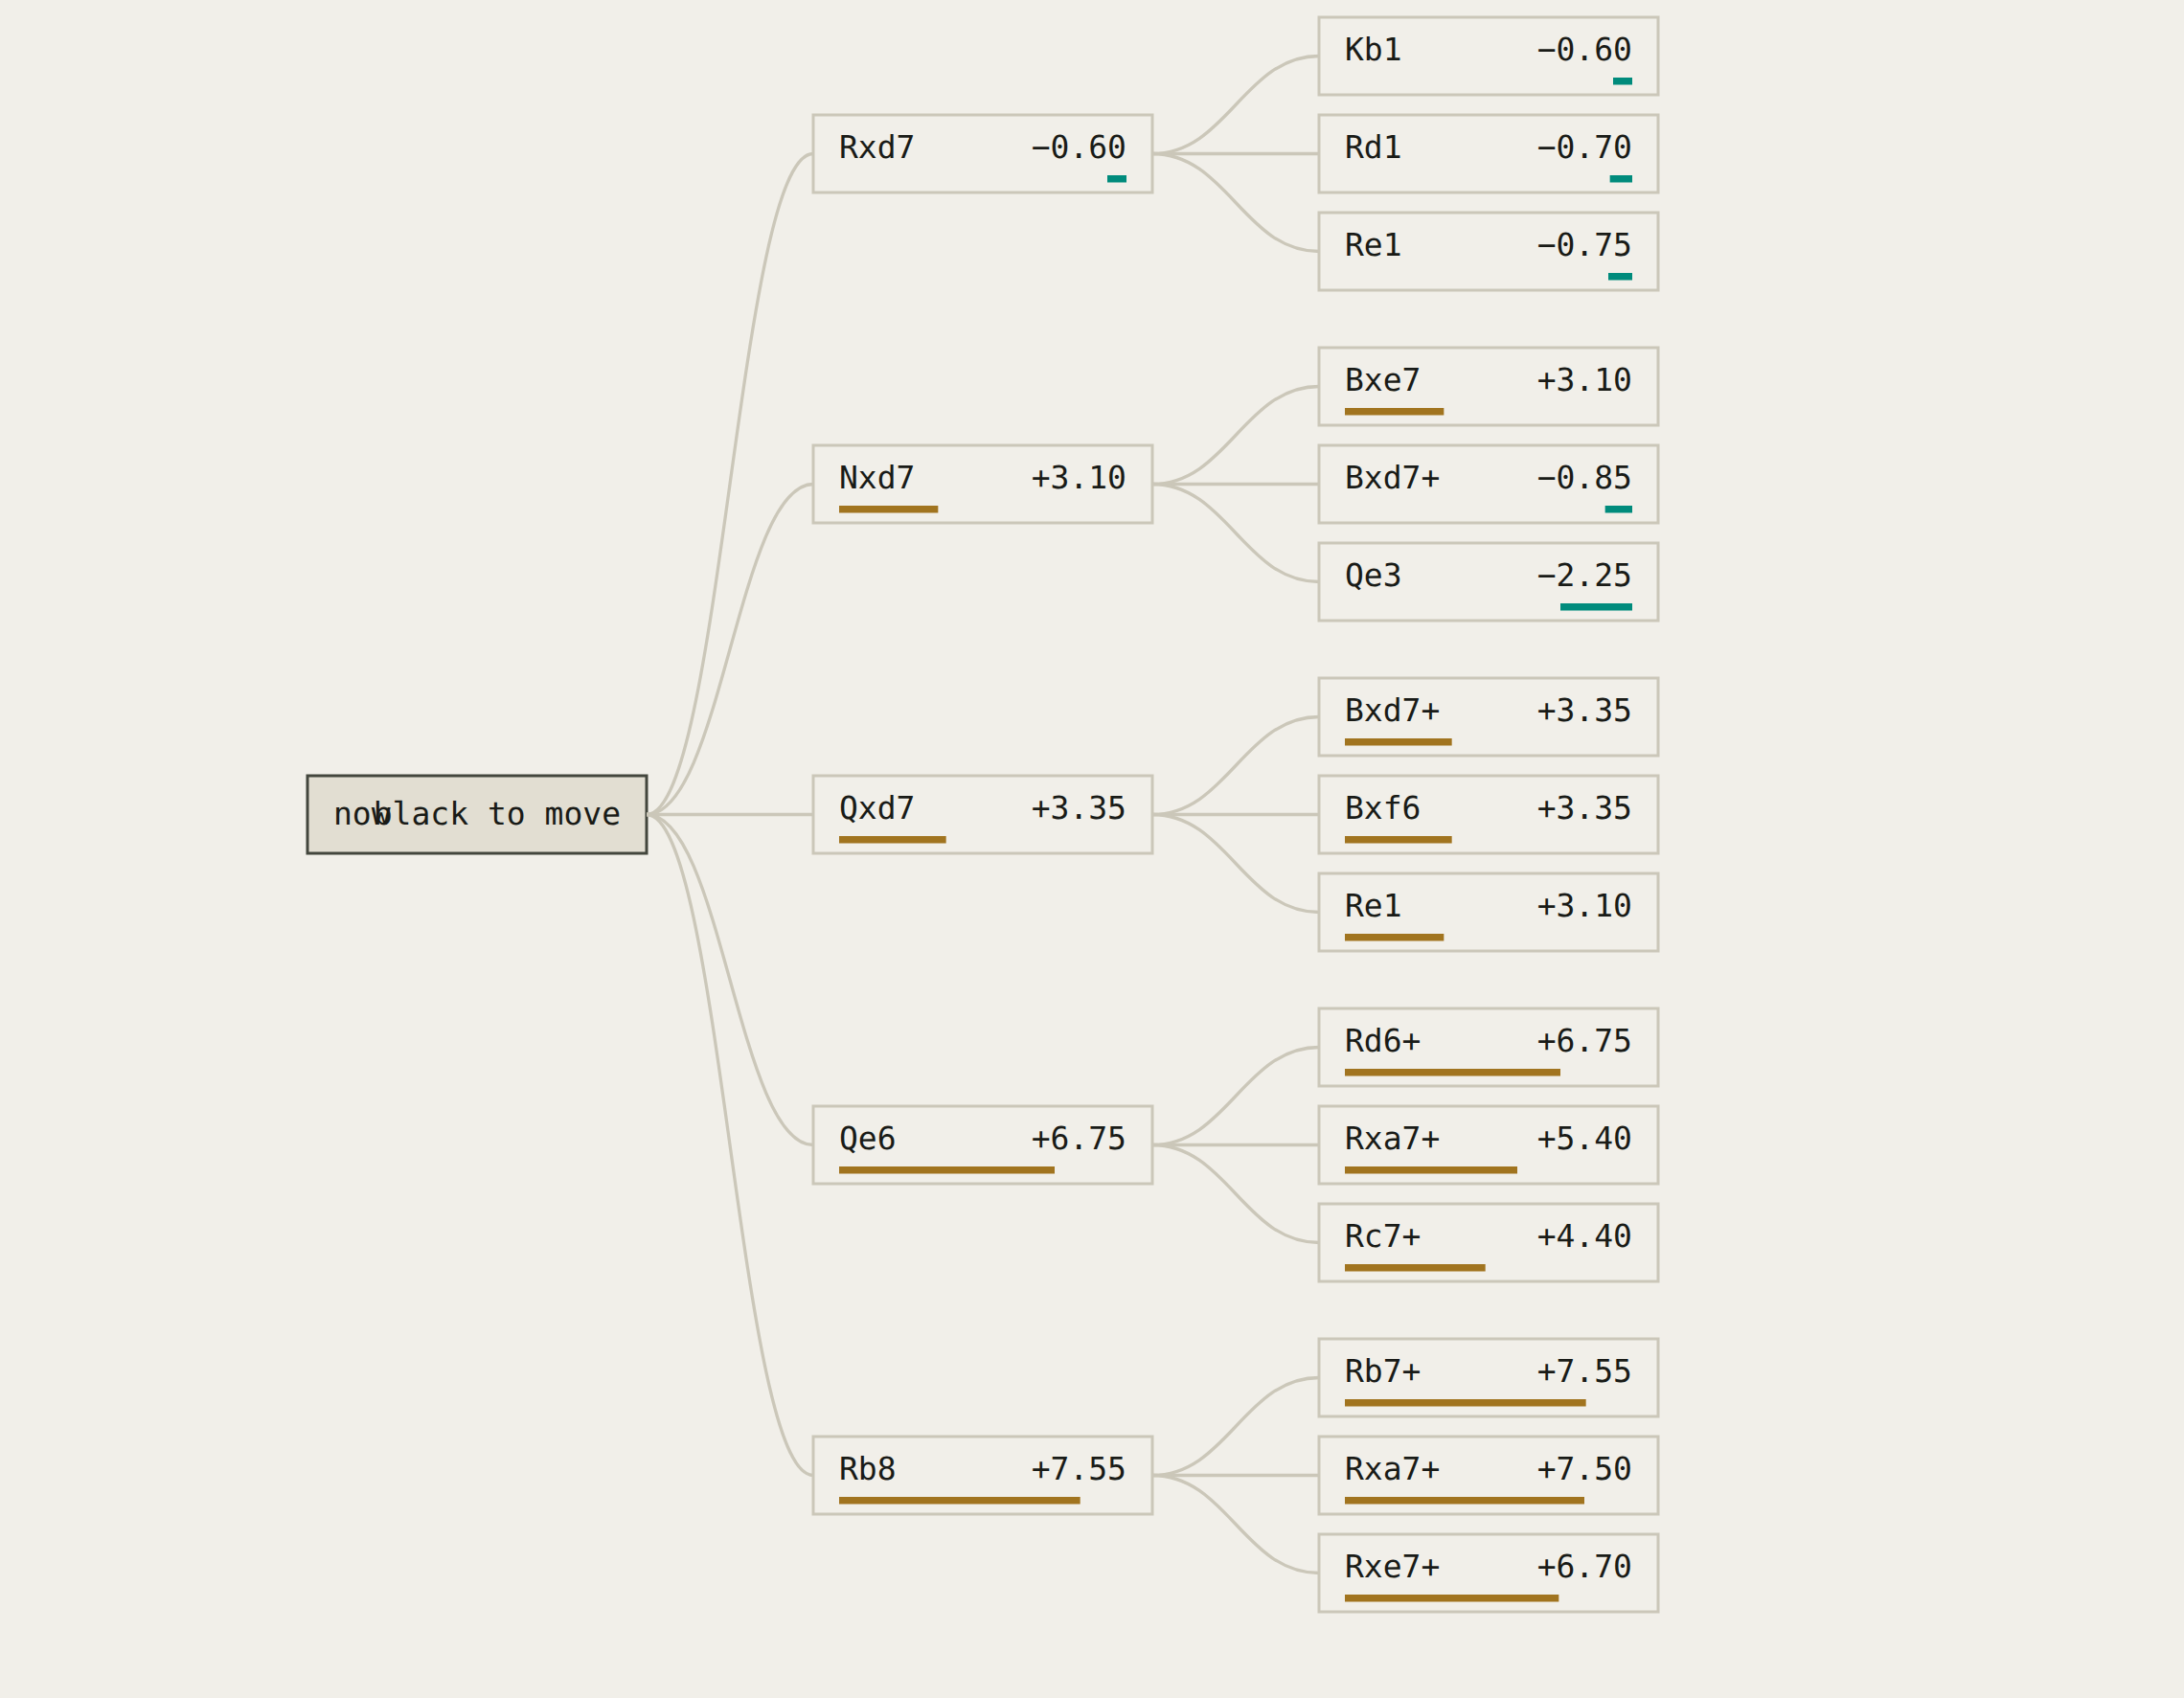 now black to move
Rxd7 −0.60
Kb1 −0.60
Rd1 −0.70
Re1 −0.75
Nxd7 +3.10
Bxe7 +3.10
Bxd7+ −0.85
Qe3 −2.25
Qxd7 +3.35
Bxd7+ +3.35
Bxf6 +3.35
Re1 +3.10
Qe6 +6.75
Rd6+ +6.75
Rxa7+ +5.40
Rc7+ +4.40
Rb8 +7.55
Rb7+ +7.55
Rxa7+ +7.50
Rxe7+ +6.70